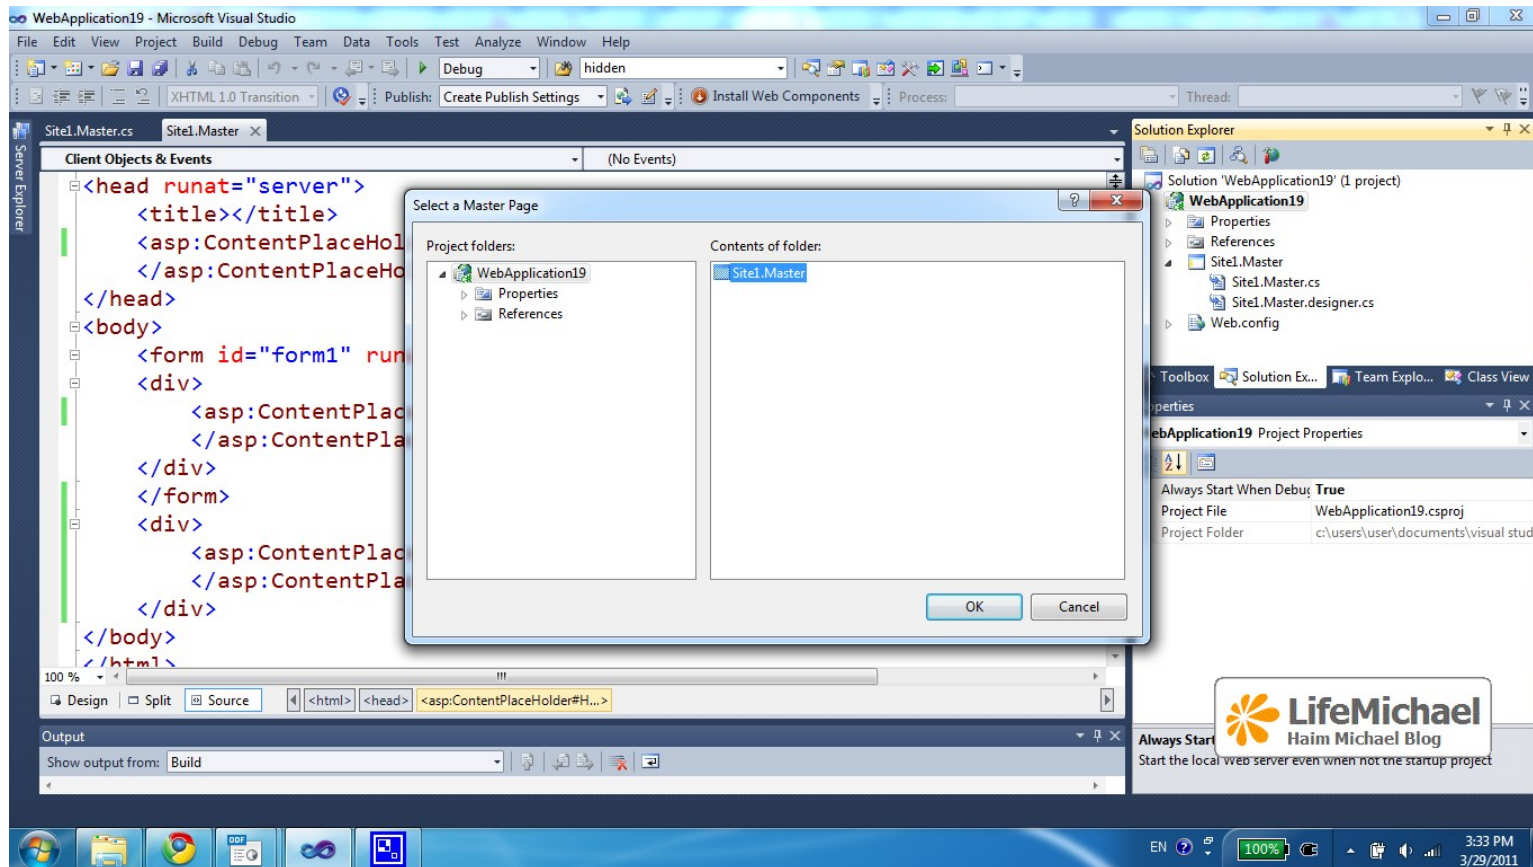 WebApplication19 - Microsoft Visual Studio
File Edit View Project Build Debug Team Data Tools Test Analyze Window Help
Debug hidden
XHTML 1.0 Transition Publish: Create Publish Settings Install Web Components Process: Thread:
Server Explorer
Site1.Master.cs Site1.Master
Client Objects & Events (No Events)
<head runat="server">
<title></title>
<asp:ContentPlaceHol
</asp:ContentPlaceHo
</head>
<body>
<form id="form1" run
<div>
<asp:ContentPlac
</asp:ContentPla
</div>
</form>
<div>
<asp:ContentPlac
</asp:ContentPla
</div>
</body>
</html>
100 %
Design Split Source <html> <head> <asp:ContentPlaceHolder#H...>
Output
Show output from: Build
Select a Master Page
Project folders:
WebApplication19
Properties
References
Contents of folder:
Site1.Master
OK Cancel
Solution Explorer
Solution 'WebApplication19' (1 project)
WebApplication19
Properties
References
Site1.Master
Site1.Master.cs
Site1.Master.designer.cs
Web.config
Toolbox Solution Ex... Team Explo... Class View
operties
ebApplication19 Project Properties
Always Start When Debug True
Project File WebApplication19.csproj
Project Folder c:\users\user\documents\visual stud
Always Start
Start the local Web server even when not the startup project
LifeMichael
Haim Michael Blog
ODF
EN 100% 3:33 PM
3/29/2011